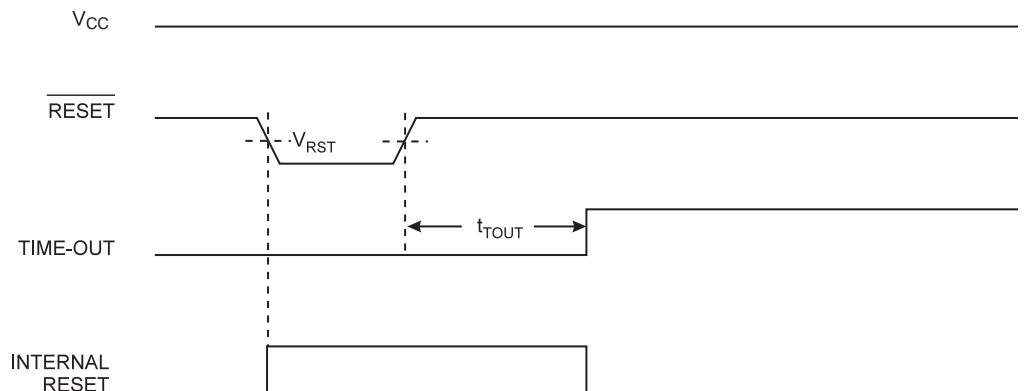 VCC
RESET
VRST
tTOUT
TIME-OUT
INTERNAL
RESET